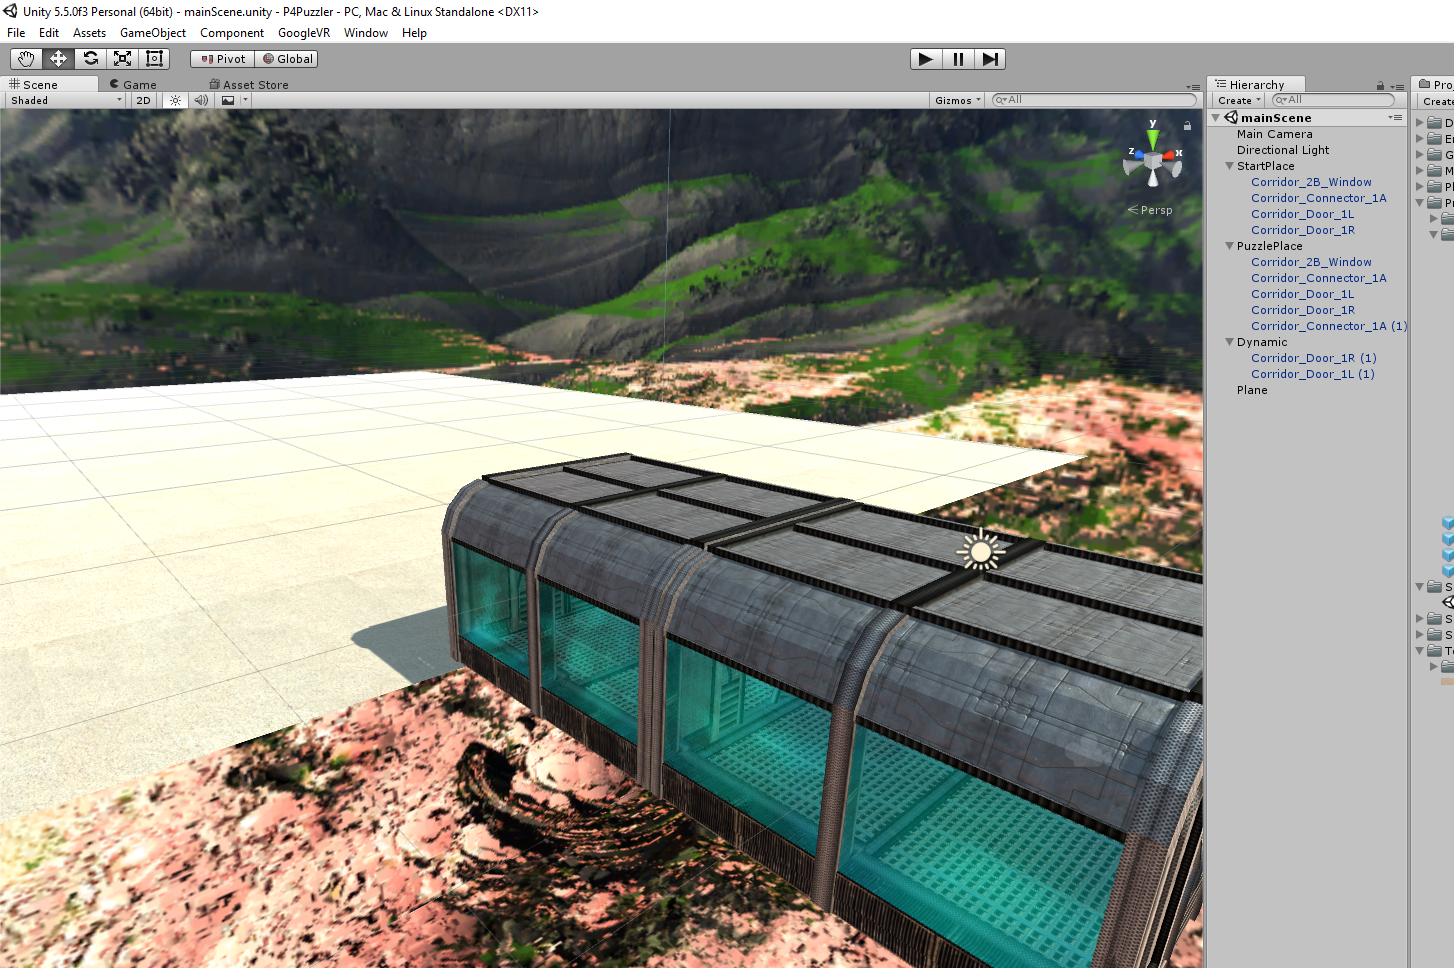 Unity 5.5.0f3 Personal (64bit) - mainScene.unity - P4Puzzler - PC, Mac & Linux Standalone <DX11>
File Edit Assets GameObject Component GoogleVR Window Help
Pivot Global
Scene Game Asset Store
Shaded 2D Gizmos All
y
z x
Persp
Hierarchy
Create All
mainScene
Main Camera
Directional Light
StartPlace
Corridor_2B_Window
Corridor_Connector_1A
Corridor_Door_1L
Corridor_Door_1R
PuzzlePlace
Corridor_2B_Window
Corridor_Connector_1A
Corridor_Door_1L
Corridor_Door_1R
Corridor_Connector_1A (1)
Dynamic
Corridor_Door_1R (1)
Corridor_Door_1L (1)
Plane
Create